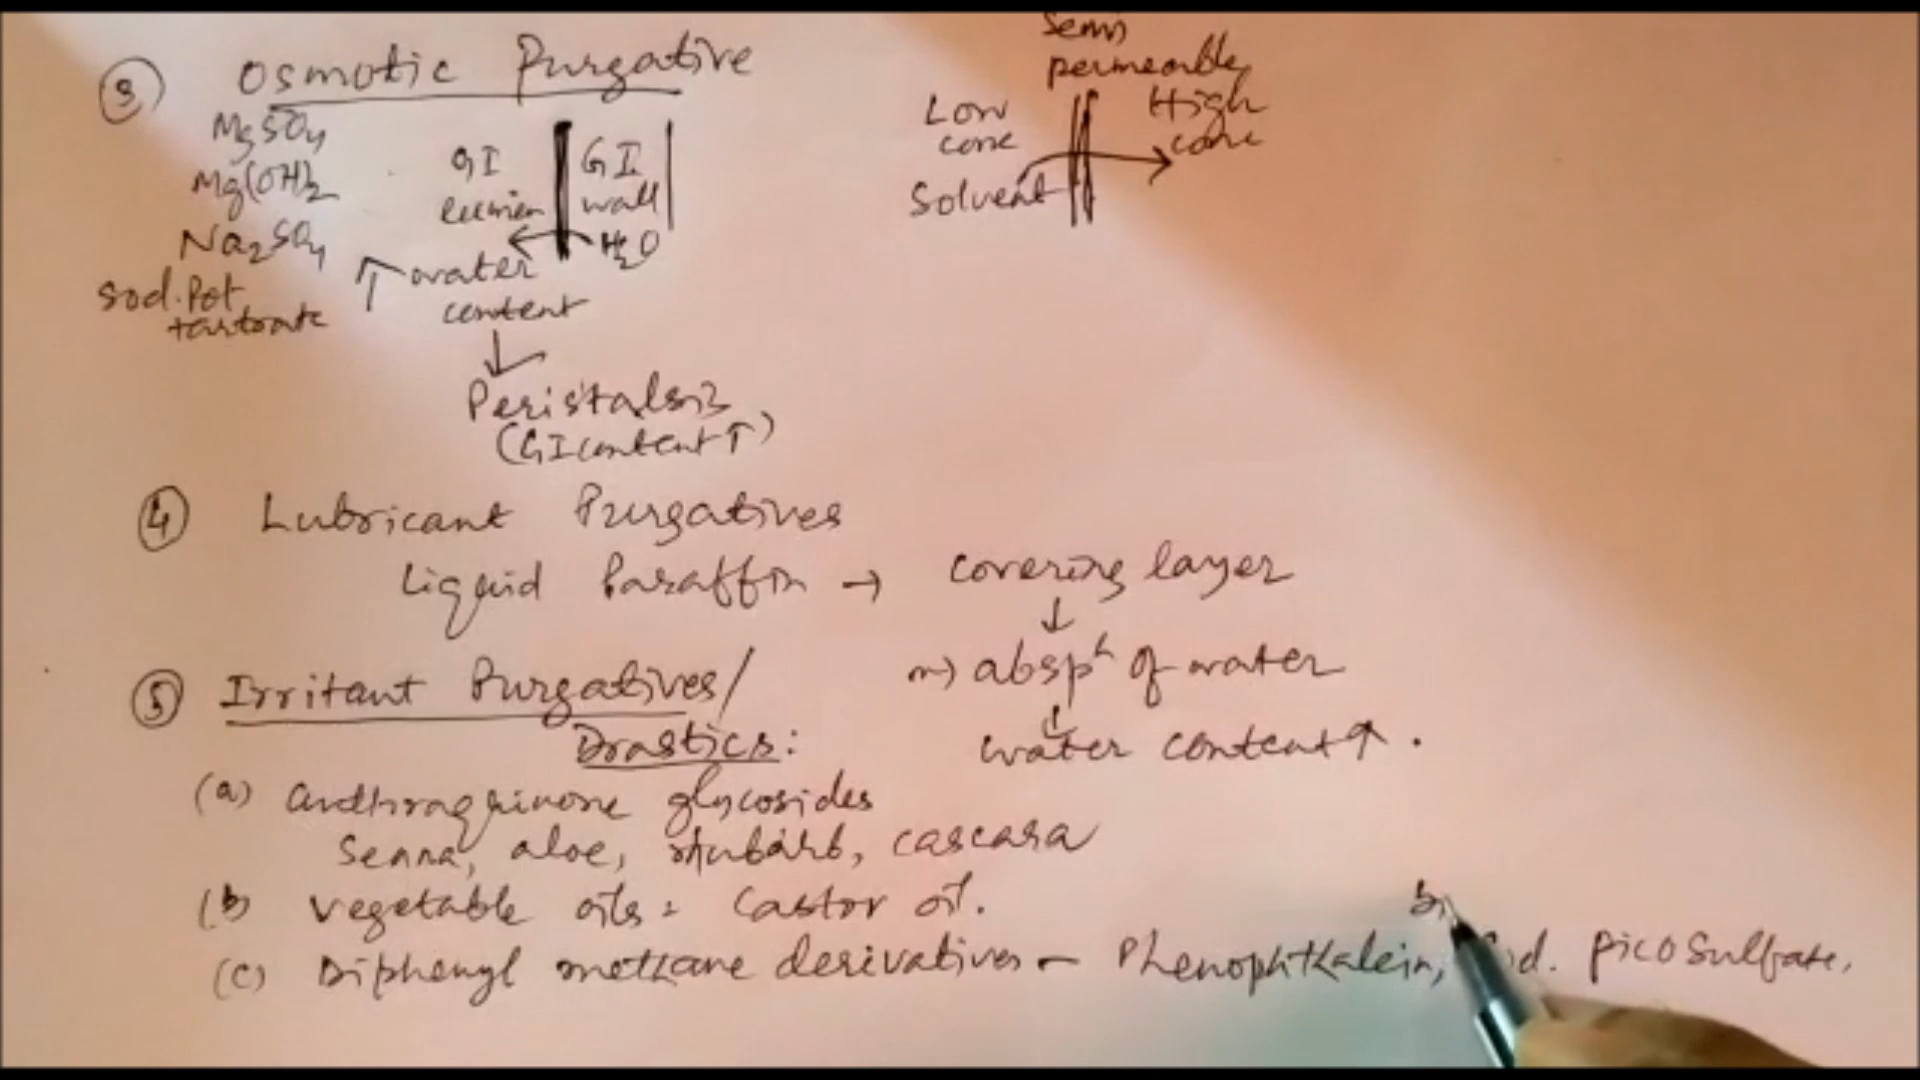 3 Osmotic Purgative
MgSO4
Mg(OH)2
Na2SO4
Sod. Pot
tartrate
GI
lumen
GI
wall
H2O
↑ water
content
↓
Peristalsis
(GI content ↑)
Semi
permeable
Low
conc
High
conc
Solvent
4 Lubricant Purgatives
Liquid Paraffin → covering layer
↓
absp^n of water
↓
water content ↑.
5 Irritant Purgatives/
Drastics:
(a) anthraquinone glycosides
Senna, aloe, rhubarb, cascara
(b) vegetable oils = Castor oil.
Bi
(c) Diphenyl methane derivatives - Phenophthalein, Sod. picosulfate,